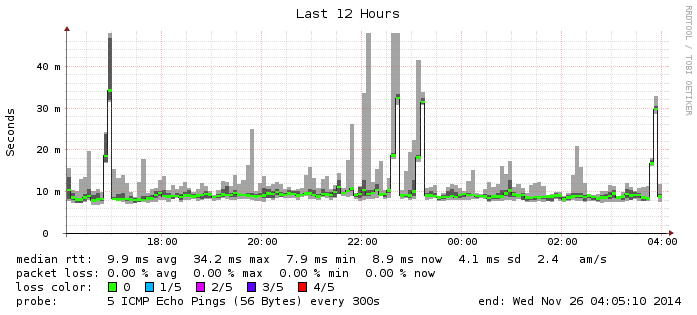 Last 12 Hours
RRDTOOL / TOBI OETIKER
Seconds
40 m
30 m
20 m
10 m
0
18:00 20:00 22:00 00:00 02:00 04:00
median rtt: 9.9 ms avg 34.2 ms max 7.9 ms min 8.9 ms now 4.1 ms sd 2.4 am/s
packet loss: 0.00 % avg 0.00 % max 0.00 % min 0.00 % now
loss color: 0 1/5 2/5 3/5 4/5
probe: 5 ICMP Echo Pings (56 Bytes) every 300s end: Wed Nov 26 04:05:10 2014